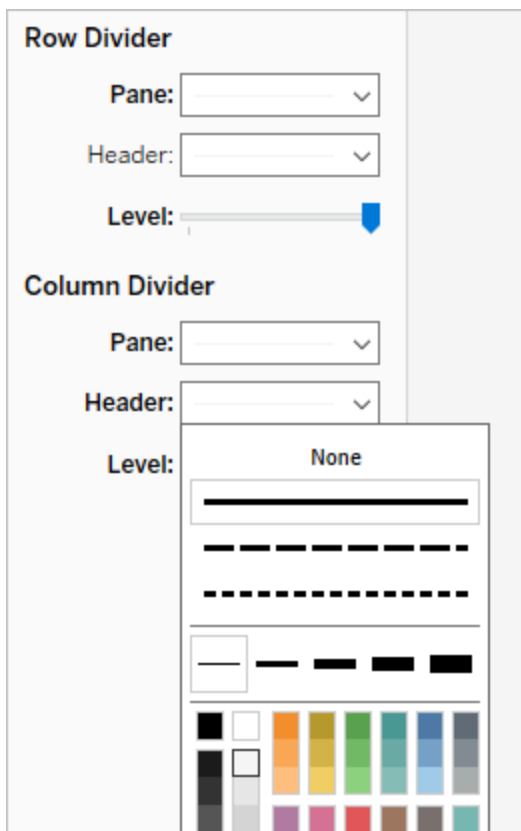 Row Divider
Pane:
Header:
Level:
Column Divider
Pane:
Header:
Level:
None